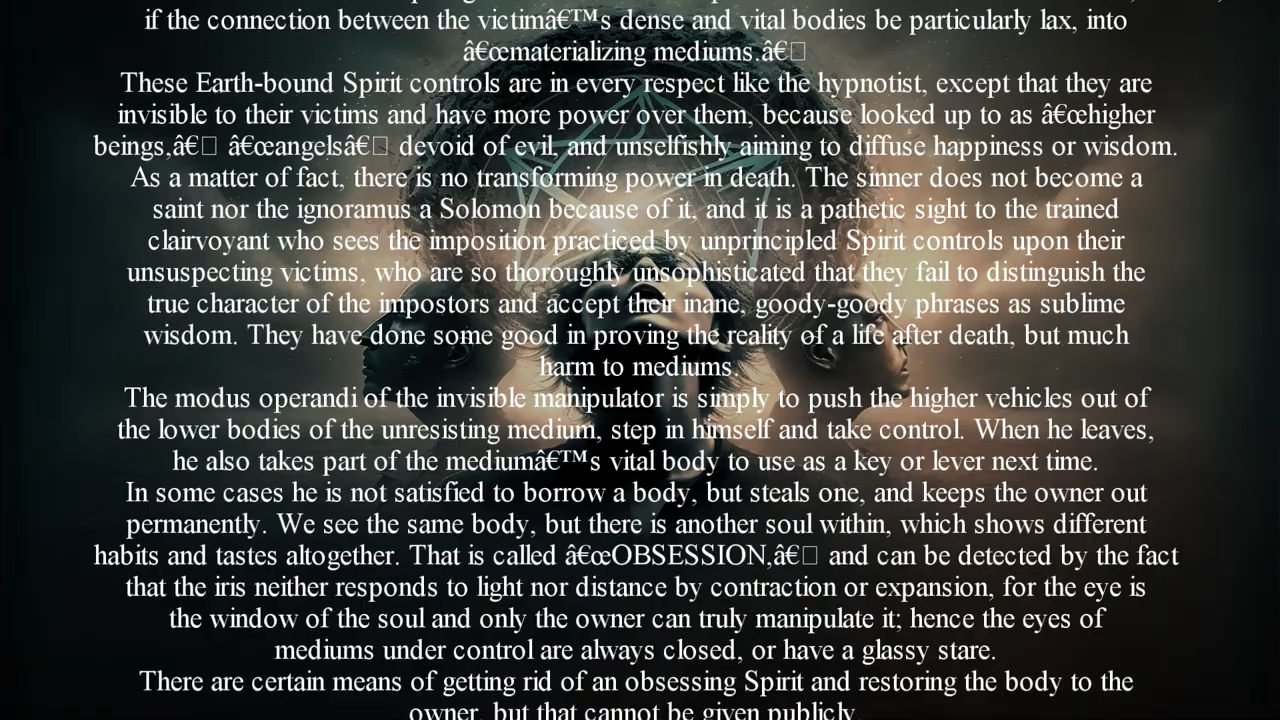 if the connection between the victimâ€™s dense and vital bodies be particularly lax, into
â€œmaterializing mediums.â€□
These Earth-bound Spirit controls are in every respect like the hypnotist, except that they are
invisible to their victims and have more power over them, because looked up to as â€œhigher
beings,â€□ â€œangelsâ€□ devoid of evil, and unselfishly aiming to diffuse happiness or wisdom.
As a matter of fact, there is no transforming power in death. The sinner does not become a
saint nor the ignoramus a Solomon because of it, and it is a pathetic sight to the trained
clairvoyant who sees the imposition practiced by unprincipled Spirit controls upon their
unsuspecting victims, who are so thoroughly unsophisticated that they fail to distinguish the
true character of the impostors and accept their inane, goody-goody phrases as sublime
wisdom. They have done some good in proving the reality of a life after death, but much
harm to mediums.
The modus operandi of the invisible manipulator is simply to push the higher vehicles out of
the lower bodies of the unresisting medium, step in himself and take control. When he leaves,
he also takes part of the mediumâ€™s vital body to use as a key or lever next time.
In some cases he is not satisfied to borrow a body, but steals one, and keeps the owner out
permanently. We see the same body, but there is another soul within, which shows different
habits and tastes altogether. That is called â€œOBSESSION,â€□ and can be detected by the fact
that the iris neither responds to light nor distance by contraction or expansion, for the eye is
the window of the soul and only the owner can truly manipulate it; hence the eyes of
mediums under control are always closed, or have a glassy stare.
There are certain means of getting rid of an obsessing Spirit and restoring the body to the
owner, but that cannot be given publicly.